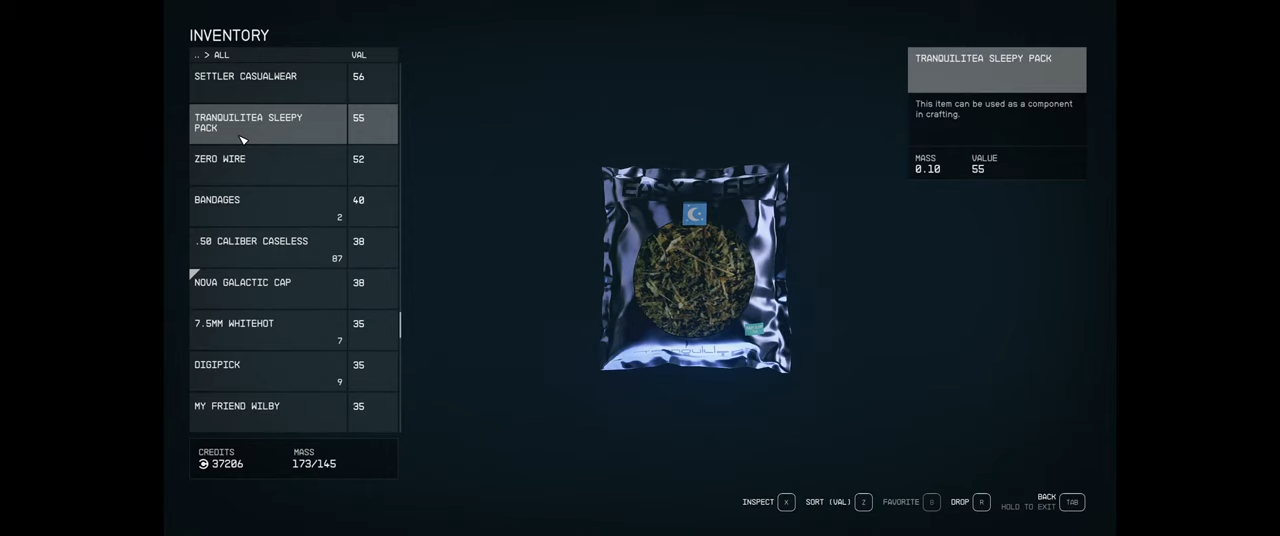 INVENTORY
.. > ALL VAL
SETTLER CASUALWEAR 56
TRANQUILITEA SLEEPY PACK 55
ZERO WIRE 52
BANDAGES 40
2
.50 CALIBER CASELESS 38
87
NOVA GALACTIC CAP 38
7.5MM WHITEHOT 35
7
DIGIPICK 35
9
MY FRIEND WILBY 35
CREDITS MASS
37206 173/145
TRANQUILITEA SLEEPY PACK
This item can be used as a component
in crafting.
MASS VALUE
0.10 55
INSPECT X SORT (VAL) Z FAVORITE DROP R BACK TAB
HOLD TO EXIT